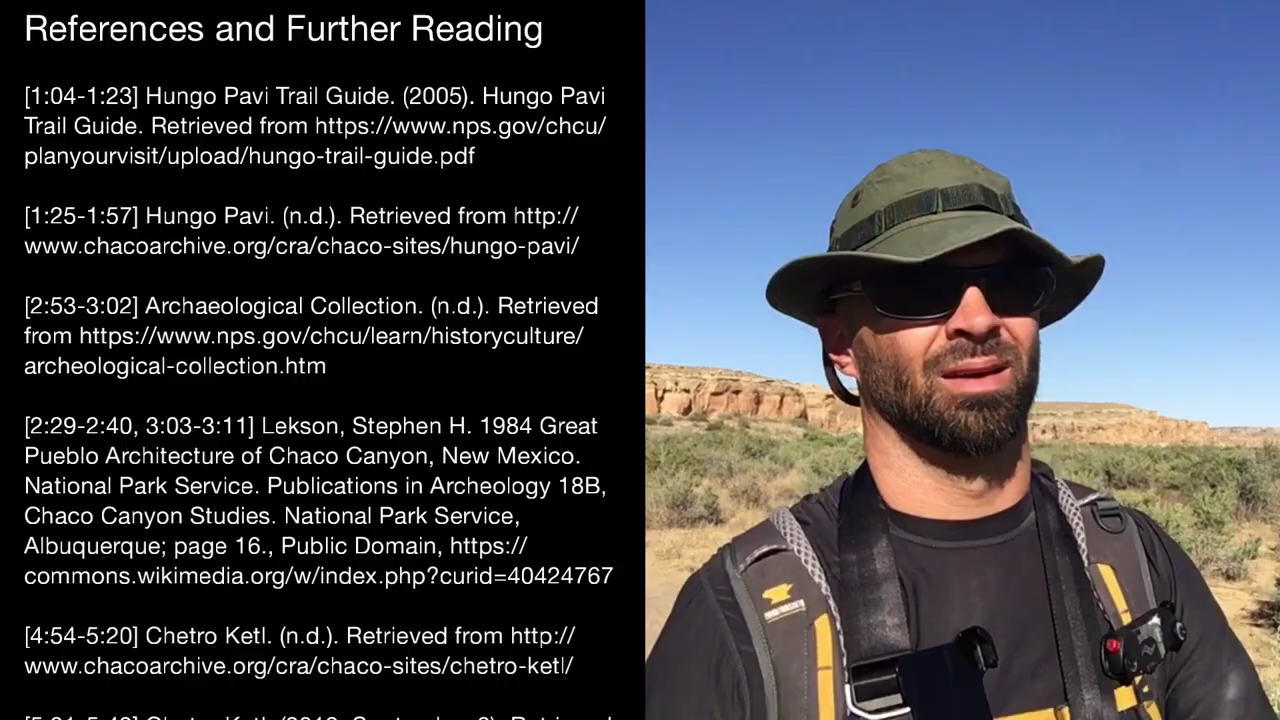 References and Further Reading
[1:04-1:23] Hungo Pavi Trail Guide. (2005). Hungo Pavi
Trail Guide. Retrieved from https://www.nps.gov/chcu/
planyourvisit/upload/hungo-trail-guide.pdf
[1:25-1:57] Hungo Pavi. (n.d.). Retrieved from http://
www.chacoarchive.org/cra/chaco-sites/hungo-pavi/
[2:53-3:02] Archaeological Collection. (n.d.). Retrieved
from https://www.nps.gov/chcu/learn/historyculture/
archeological-collection.htm
[2:29-2:40, 3:03-3:11] Lekson, Stephen H. 1984 Great
Pueblo Architecture of Chaco Canyon, New Mexico.
National Park Service. Publications in Archeology 18B,
Chaco Canyon Studies. National Park Service,
Albuquerque; page 16., Public Domain, https://
commons.wikimedia.org/w/index.php?curid=40424767
[4:54-5:20] Chetro Ketl. (n.d.). Retrieved from http://
www.chacoarchive.org/cra/chaco-sites/chetro-ketl/